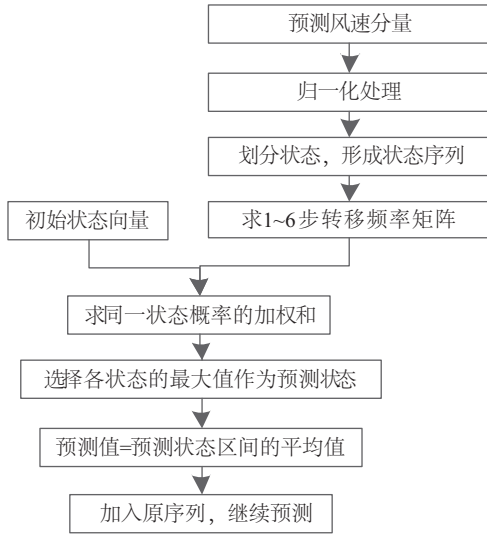 预测风速分量
归一化处理
划分状态，形成状态序列
初始状态向量
求1~6步转移频率矩阵
求同一状态概率的加权和
选择各状态的最大值作为预测状态
预测值=预测状态区间的平均值
加入原序列，继续预测